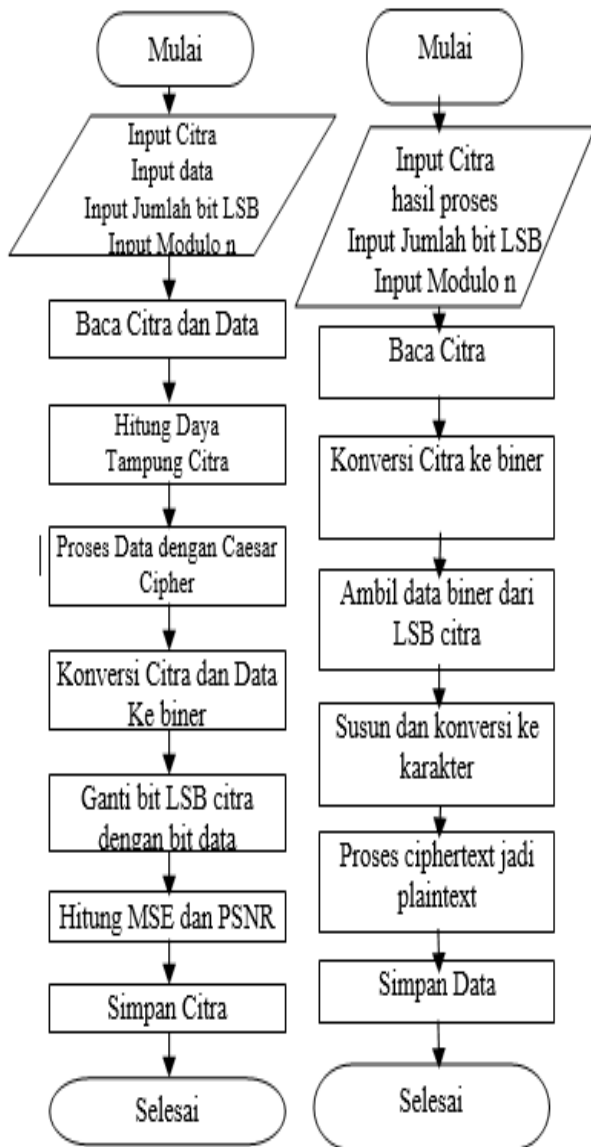 Mulai
Input Citra
Input data
Input Jumlah bit LSB
Input Modulo n
Baca Citra dan Data
Hitung Daya
Tampung Citra
Proses Data dengan Caesar
Cipher
Konversi Citra dan Data
Ke biner
Ganti bit LSB citra
dengan bit data
Hitung MSE dan PSNR
Simpan Citra
Selesai
Mulai
Input Citra
hasil proses
Input Jumlah bit LSB
Input Modulo n
Baca Citra
Konversi Citra ke biner
Ambil data biner dari
LSB citra
Susun dan konversi ke
karakter
Proses ciphertext jadi
plaintext
Simpan Data
Selesai